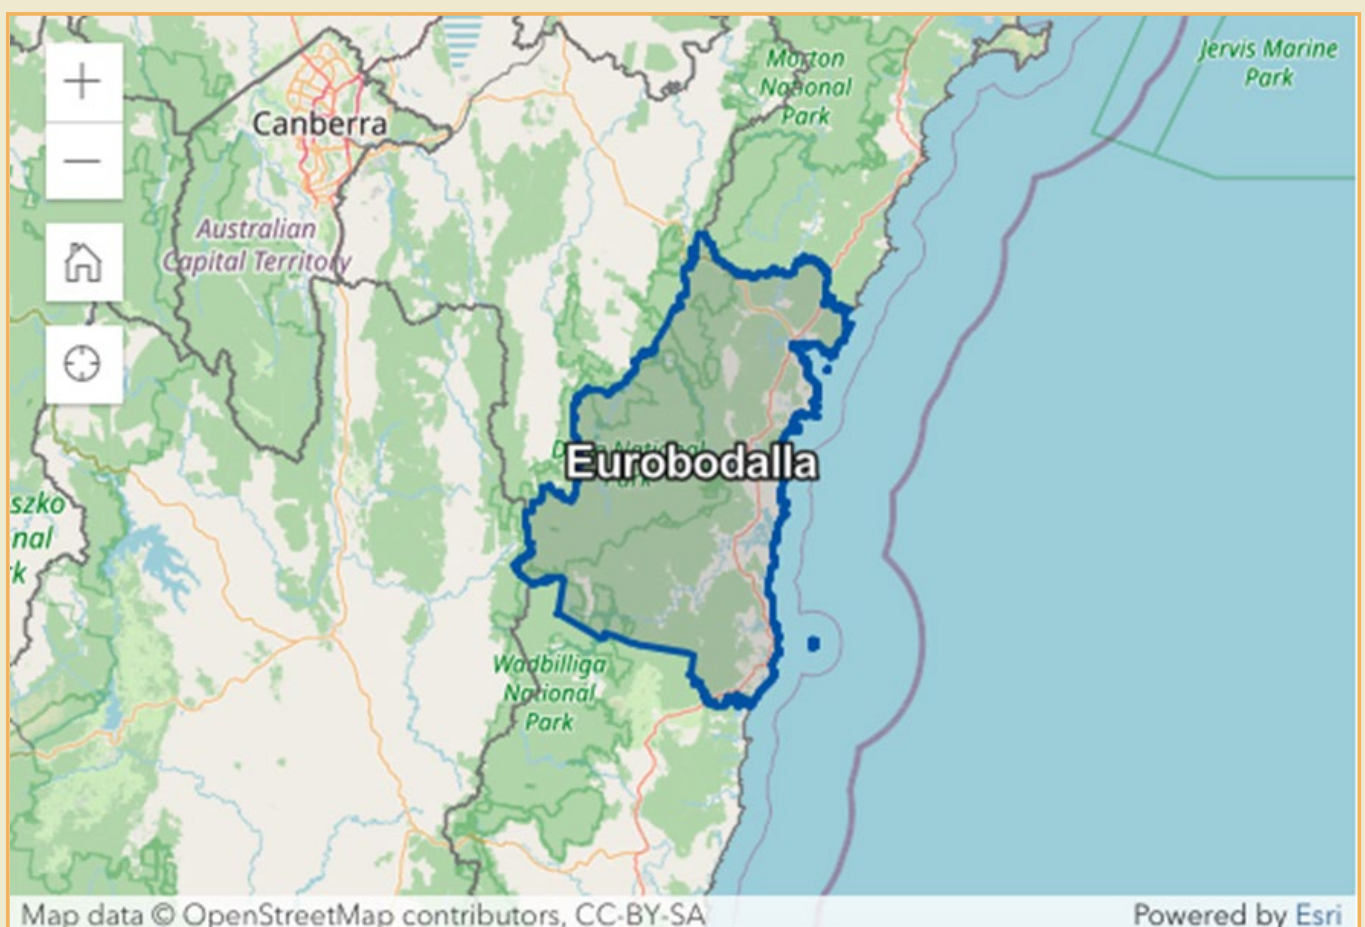 Morton
National
Park
Jervis Marine
Park
Canberra
Australian
Capital Territory
Eurobodalla
Park
szko
nal
k
Wadbilliga
National
Park
Map data © OpenStreetMap contributors, CC-BY-SA
Powered by Esri